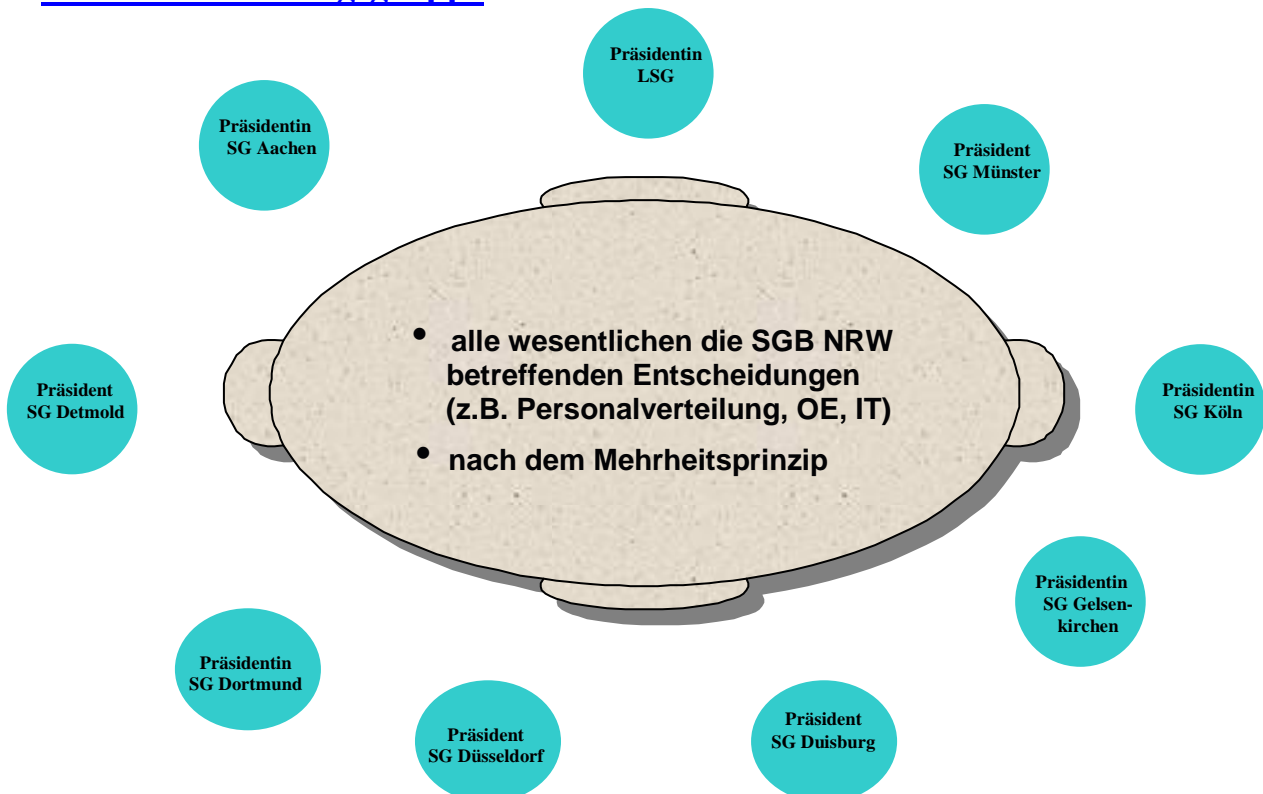 Präsidentin
LSG
Präsidentin
SG Aachen
Präsident
SG Münster
• alle wesentlichen die SGB NRW
betreffenden Entscheidungen
(z.B. Personalverteilung, OE, IT)
• nach dem Mehrheitsprinzip
Präsident
SG Detmold
Präsidentin
SG Köln
Präsidentin
SG Gelsen-
kirchen
Präsidentin
SG Dortmund
Präsident
SG Düsseldorf
Präsident
SG Duisburg